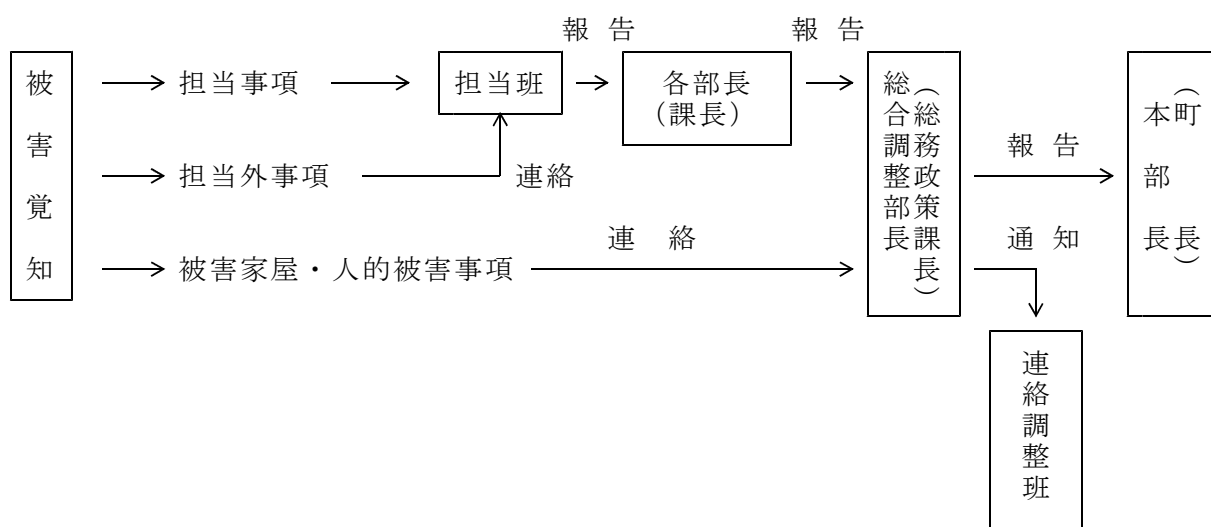 被害覚知
担当事項
担当外事項
被害家屋・人的被害事項
連絡
連絡
担当班
報告
各部長
（課長）
報告
総合調整部長
（総務政策課長）
報告
通知
本部長
（町長）
連絡調整班